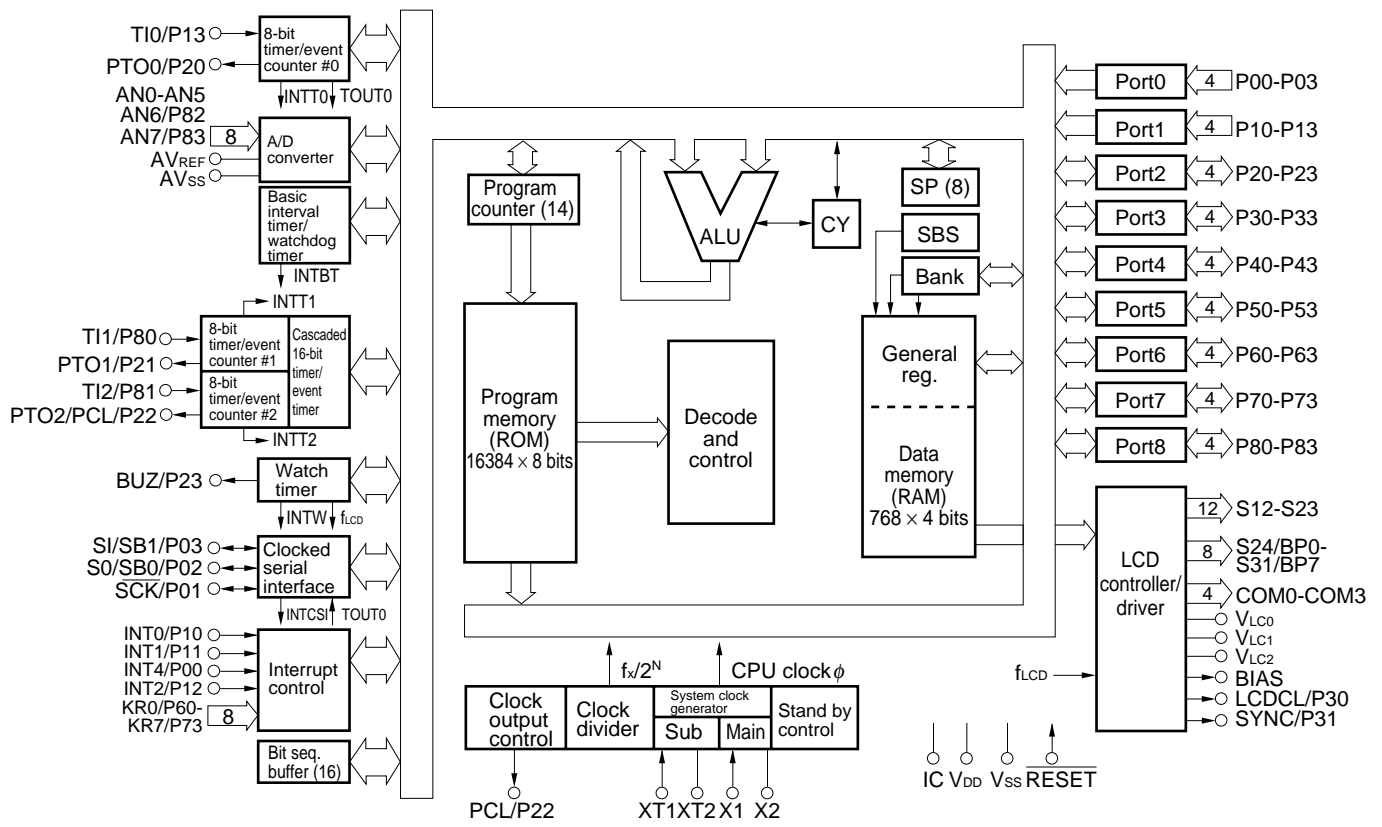 TI0/P13
PTO0/P20
8-bit
timer/event
counter #0
INTT0
TOUT0
AN0-AN5
AN6/P82
AN7/P83
8
AVREF
AVSS
A/D
converter
Basic
interval
timer/
watchdog
timer
INTBT
INTT1
TI1/P80
PTO1/P21
TI2/P81
PTO2/PCL/P22
8-bit
timer/event
counter #1
8-bit
timer/event
counter #2
Cascaded
16-bit
timer/
event
timer
INTT2
BUZ/P23
Watch
timer
INTW
fLCD
SI/SB1/P03
S0/SB0/P02
SCK/P01
Clocked
serial
interface
INTCSI
TOUT0
INT0/P10
INT1/P11
INT4/P00
INT2/P12
KR0/P60-
KR7/P73
8
Interrupt
control
Bit seq.
buffer (16)
Program
counter (14)
Program
memory
(ROM)
16384 × 8 bits
Decode
and
control
ALU
CY
SP (8)
SBS
Bank
General
reg.
Data
memory
(RAM)
768 × 4 bits
fx/2N
CPU clock ϕ
Clock
output
control
Clock
divider
System clock
generator
Sub
Main
Stand by
control
PCL/P22
XT1
XT2
X1
X2
IC
VDD
VSS
RESET
Port0
4
P00-P03
Port1
4
P10-P13
Port2
4
P20-P23
Port3
4
P30-P33
Port4
4
P40-P43
Port5
4
P50-P53
Port6
4
P60-P63
Port7
4
P70-P73
Port8
4
P80-P83
LCD
controller/
driver
fLCD
12
S12-S23
8
S24/BP0-
S31/BP7
4
COM0-COM3
VLC0
VLC1
VLC2
BIAS
LCDCL/P30
SYNC/P31